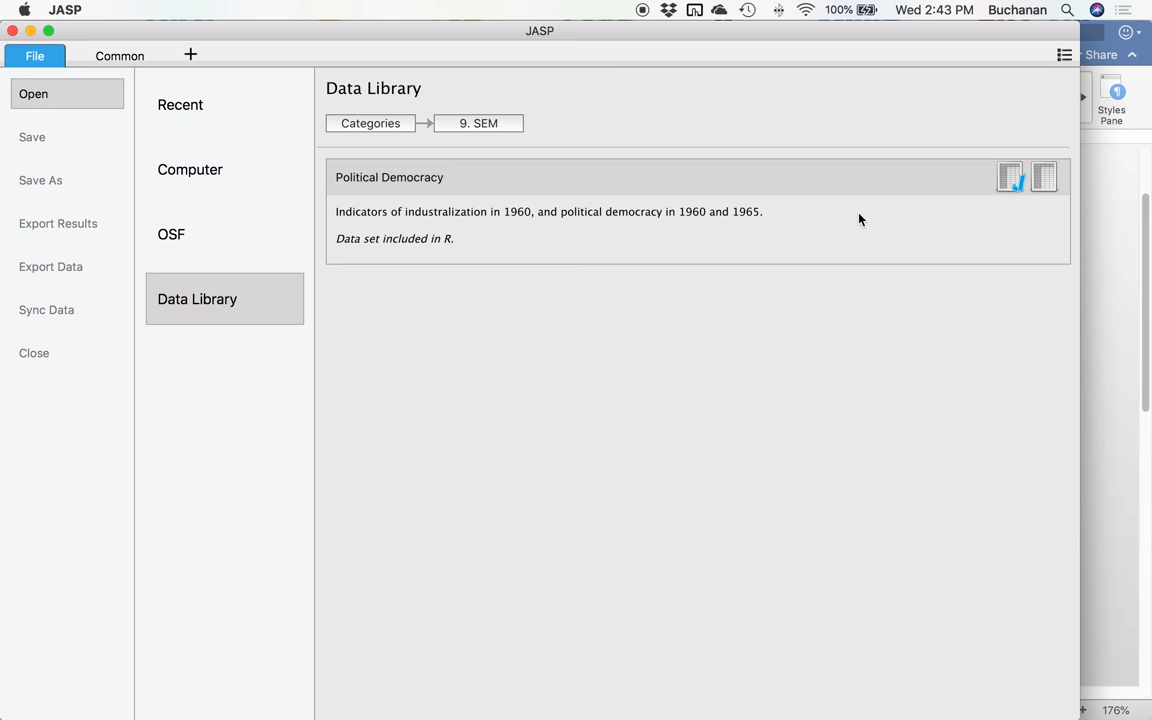 JASP
100%
Wed 2:43 PM
Buchanan
JASP
File
Common
+
Share
Styles
Pane
Open
Save
Save As
Export Results
Export Data
Sync Data
Close
Recent
Computer
OSF
Data Library
Data Library
Categories
9. SEM
Political Democracy
Indicators of industralization in 1960, and political democracy in 1960 and 1965.
Data set included in R.
176%